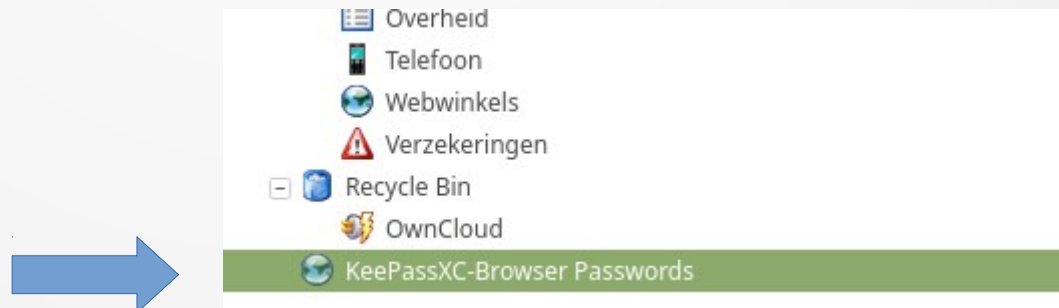 Overheid
Telefoon
Webwinkels
Verzekeringen
Recycle Bin
OwnCloud
KeePassXC-Browser Passwords